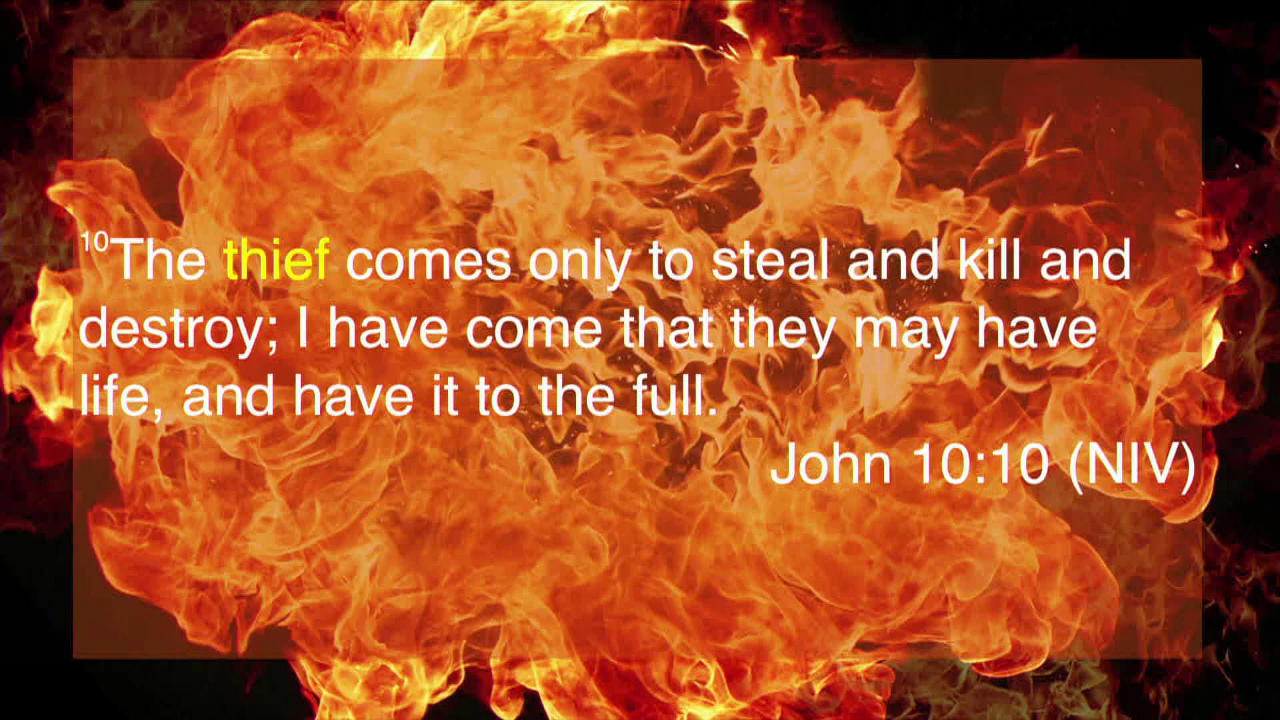 10The thief comes only to steal and kill and
destroy; I have come that they may have
life, and have it to the full.
John 10:10 (NIV)